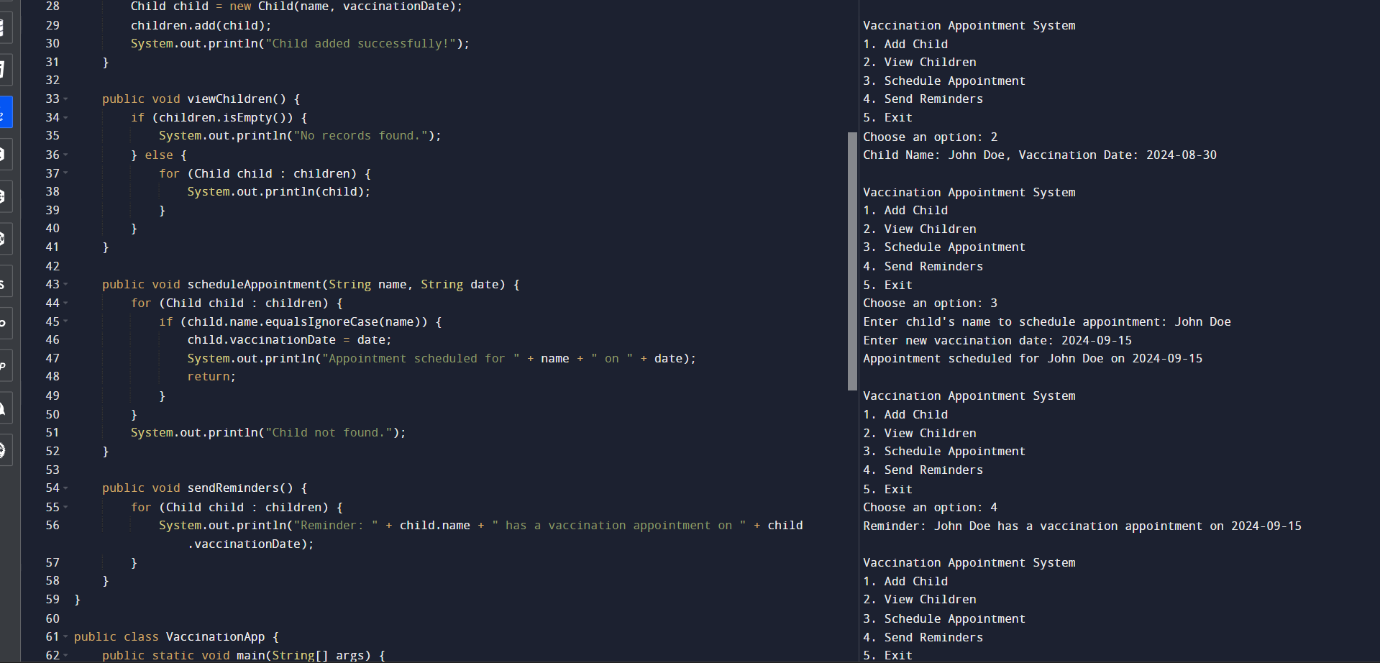 28 Child child = new Child(name, vaccinationDate);
29 children.add(child);
30 System.out.println("Child added successfully!");
31 }
32
33 public void viewChildren() {
34 if (children.isEmpty()) {
35 System.out.println("No records found.");
36 } else {
37 for (Child child : children) {
38 System.out.println(child);
39 }
40 }
41 }
42
43 public void scheduleAppointment(String name, String date) {
44 for (Child child : children) {
45 if (child.name.equalsIgnoreCase(name)) {
46 child.vaccinationDate = date;
47 System.out.println("Appointment scheduled for " + name + " on " + date);
48 return;
49 }
50 }
51 System.out.println("Child not found.");
52 }
53
54 public void sendReminders() {
55 for (Child child : children) {
56 System.out.println("Reminder: " + child.name + " has a vaccination appointment on " + child
.vaccinationDate);
57 }
58 }
59 }
60
61 public class VaccinationApp {
62 public static void main(String[] args) {
Vaccination Appointment System
1. Add Child
2. View Children
3. Schedule Appointment
4. Send Reminders
5. Exit
Choose an option: 2
Child Name: John Doe, Vaccination Date: 2024-08-30
Vaccination Appointment System
1. Add Child
2. View Children
3. Schedule Appointment
4. Send Reminders
5. Exit
Choose an option: 3
Enter child's name to schedule appointment: John Doe
Enter new vaccination date: 2024-09-15
Appointment scheduled for John Doe on 2024-09-15
Vaccination Appointment System
1. Add Child
2. View Children
3. Schedule Appointment
4. Send Reminders
5. Exit
Choose an option: 4
Reminder: John Doe has a vaccination appointment on 2024-09-15
Vaccination Appointment System
1. Add Child
2. View Children
3. Schedule Appointment
4. Send Reminders
5. Exit